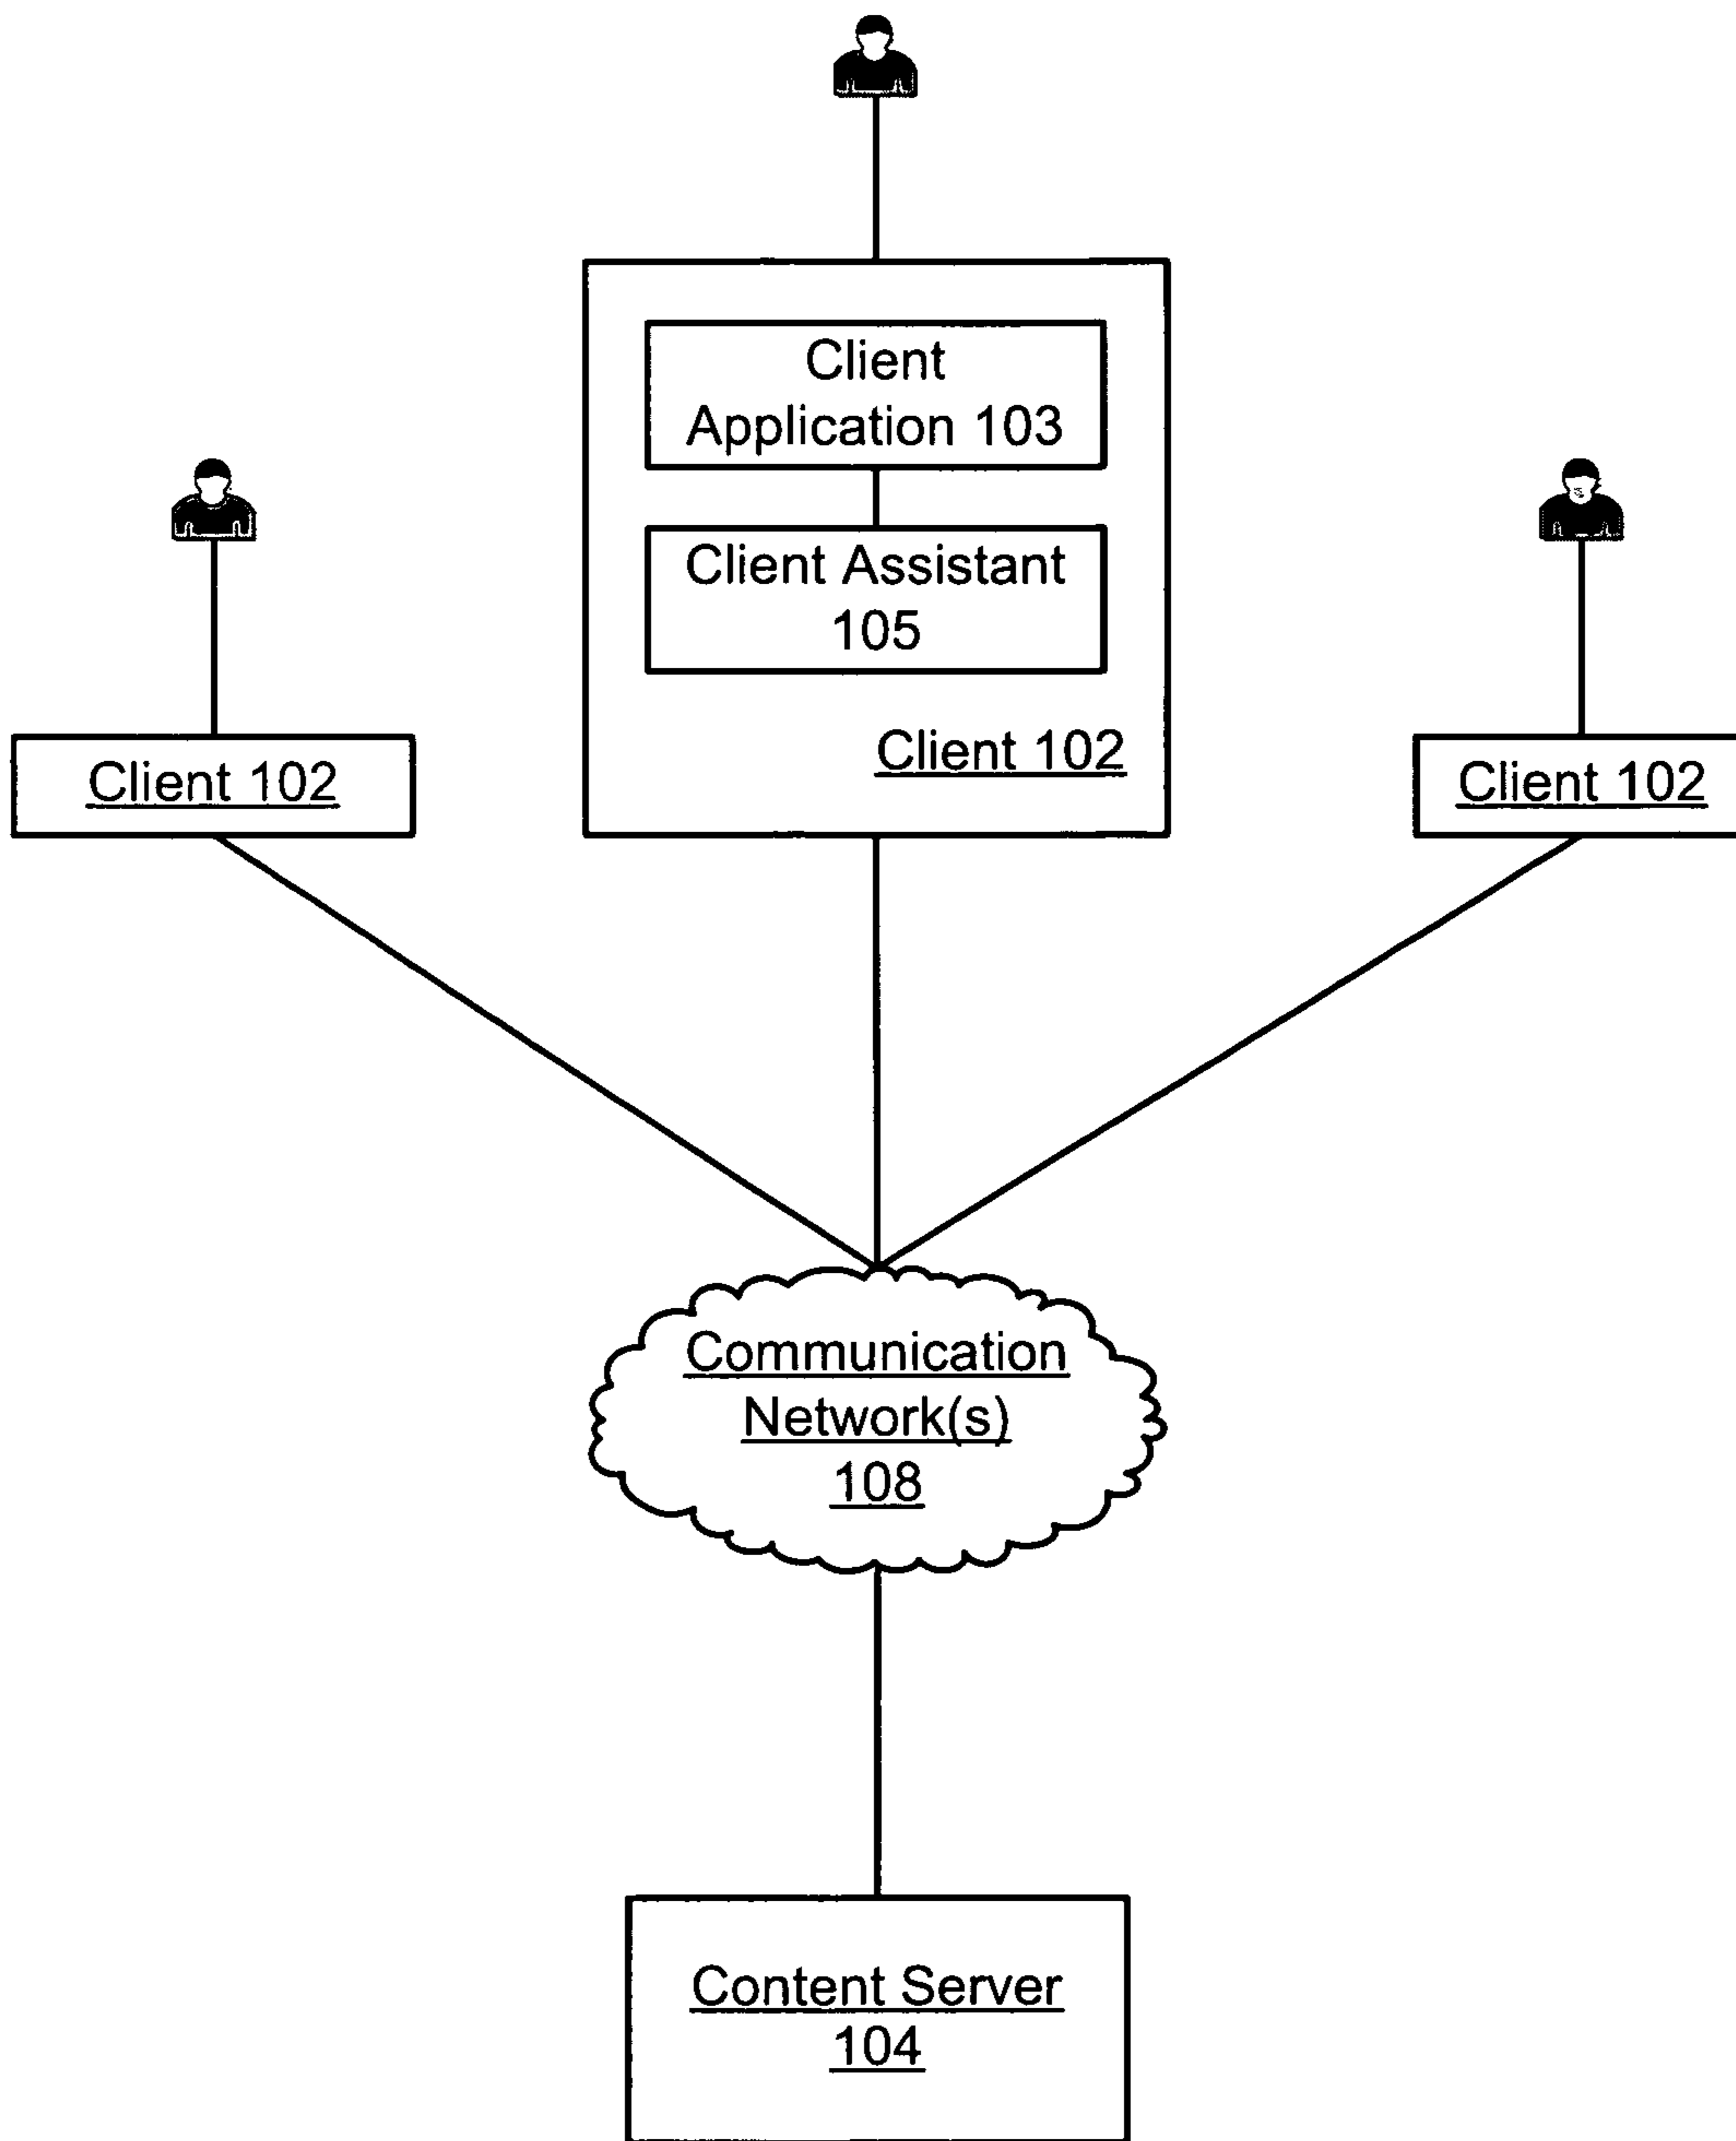 Client
Application 103
Client Assistant
105
Client 102
Client 102
Client 102
Communication
Network(s)
108
Content Server
104